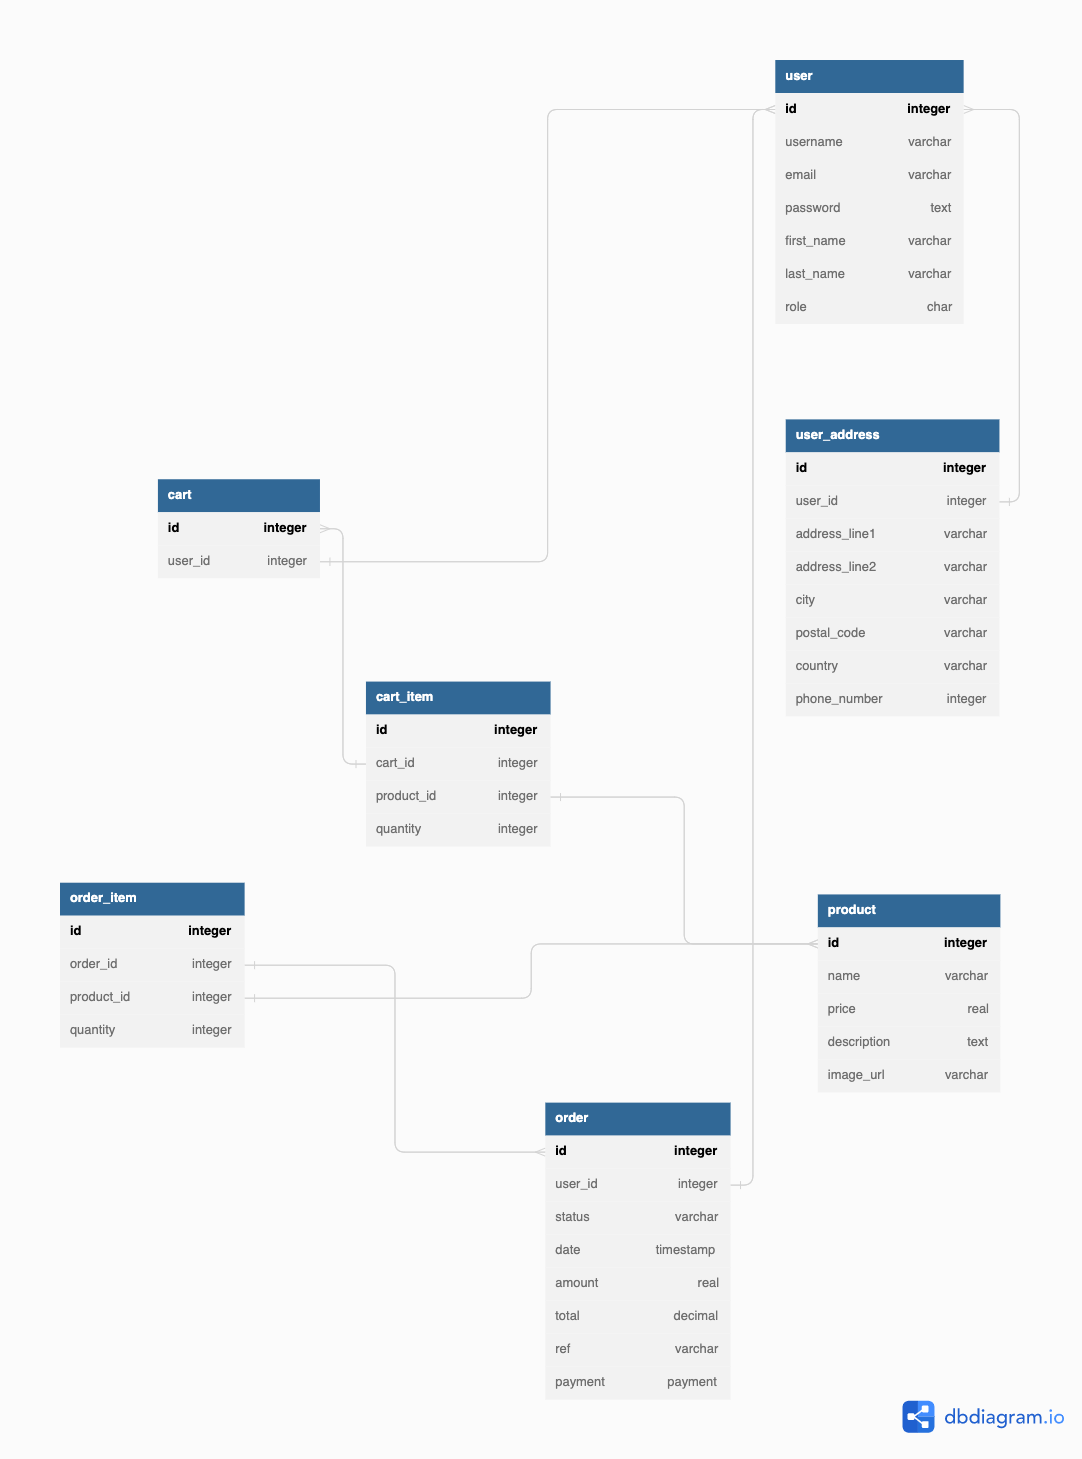 user
id integer
username varchar
email varchar
password text
first_name varchar
last_name varchar
role char
user_address
id integer
user_id integer
address_line1 varchar
address_line2 varchar
city varchar
postal_code varchar
country varchar
phone_number integer
cart
id integer
user_id integer
cart_item
id integer
cart_id integer
product_id integer
quantity integer
order_item
id integer
order_id integer
product_id integer
quantity integer
product
id integer
name varchar
price real
description text
image_url varchar
order
id integer
user_id integer
status varchar
date timestamp
amount real
total decimal
ref varchar
payment payment
dbdiagram.io